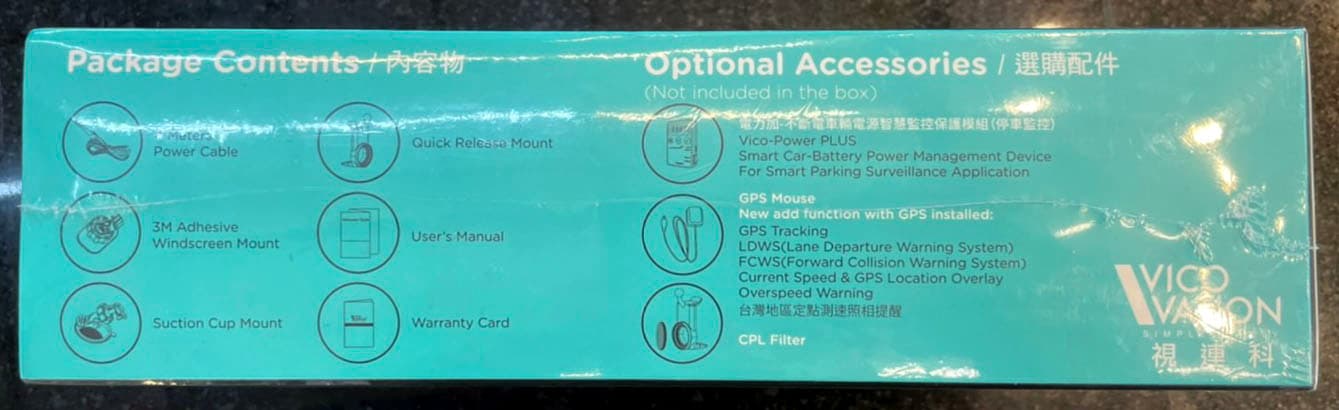 Package Contents / 內容物
Meters
Power Cable
3M Adhesive
Windscreen Mount
Suction Cup Mount
Quick Release Mount
User's Manual
Warranty Card
Optional Accessories / 選購配件
(Not included in the box)
電力加-不斷電車輛電源智慧監控保護模組(停車監控)
Vico-Power PLUS
Smart Car-Battery Power Management Device
For Smart Parking Surveillance Application
GPS Mouse
New add function with GPS installed:
GPS Tracking
LDWS(Lane Departure Warning System)
FCWS(Forward Collision Warning System)
Current Speed & GPS Location Overlay
Overspeed Warning
台灣地區定點測速照相提醒
CPL Filter
VICO
VATION
視連科